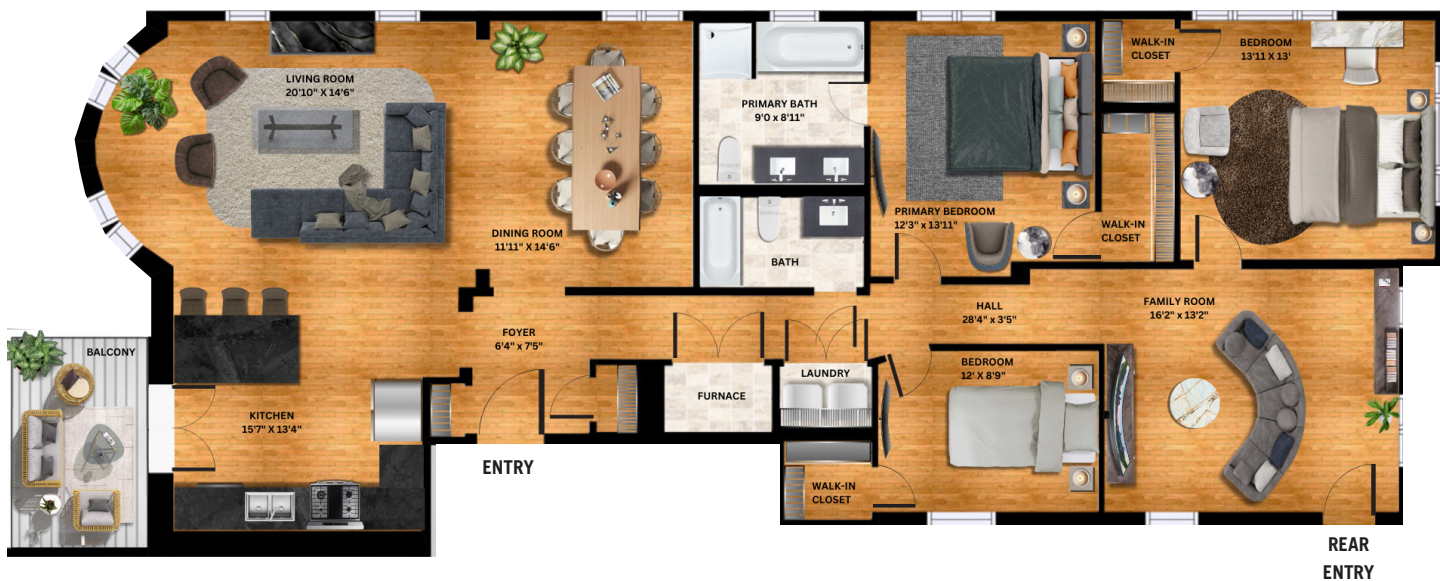 LIVING ROOM
20'10" X 14'6"
DINING ROOM
11'11" X 14'6"
PRIMARY BATH
9'0 x 8'11"
BATH
PRIMARY BEDROOM
12'3" x 13'11"
WALK-IN
CLOSET
WALK-IN
CLOSET
BEDROOM
13'11 X 13'
BALCONY
KITCHEN
15'7" X 13'4"
FOYER
6'4" x 7'5"
ENTRY
FURNACE
LAUNDRY
HALL
28'4" x 3'5"
BEDROOM
12' X 8'9"
WALK-IN
CLOSET
FAMILY ROOM
16'2" x 13'2"
REAR
ENTRY